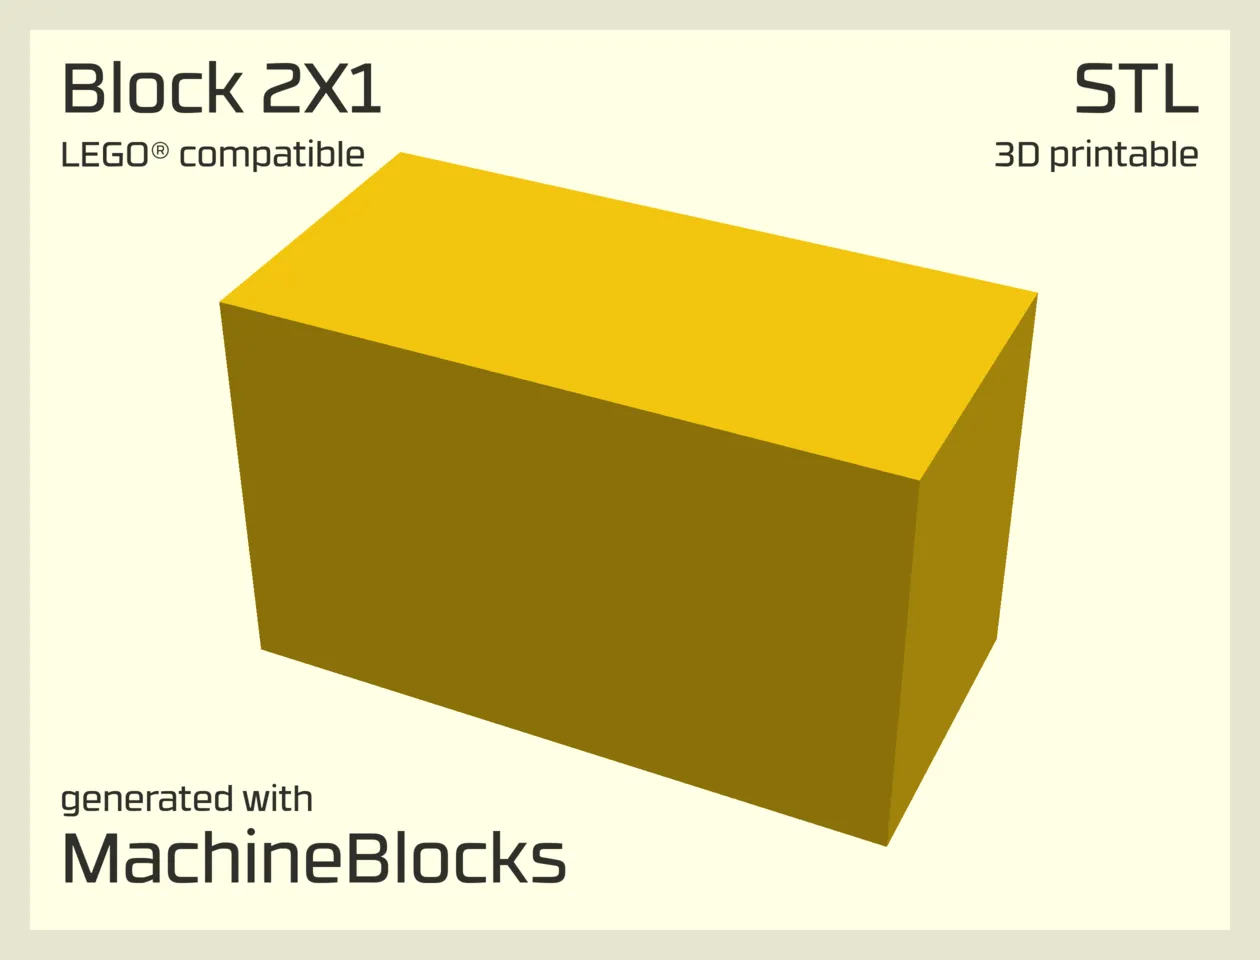 Block 2X1
LEGO® compatible
STL
3D printable
generated with
MachineBlocks